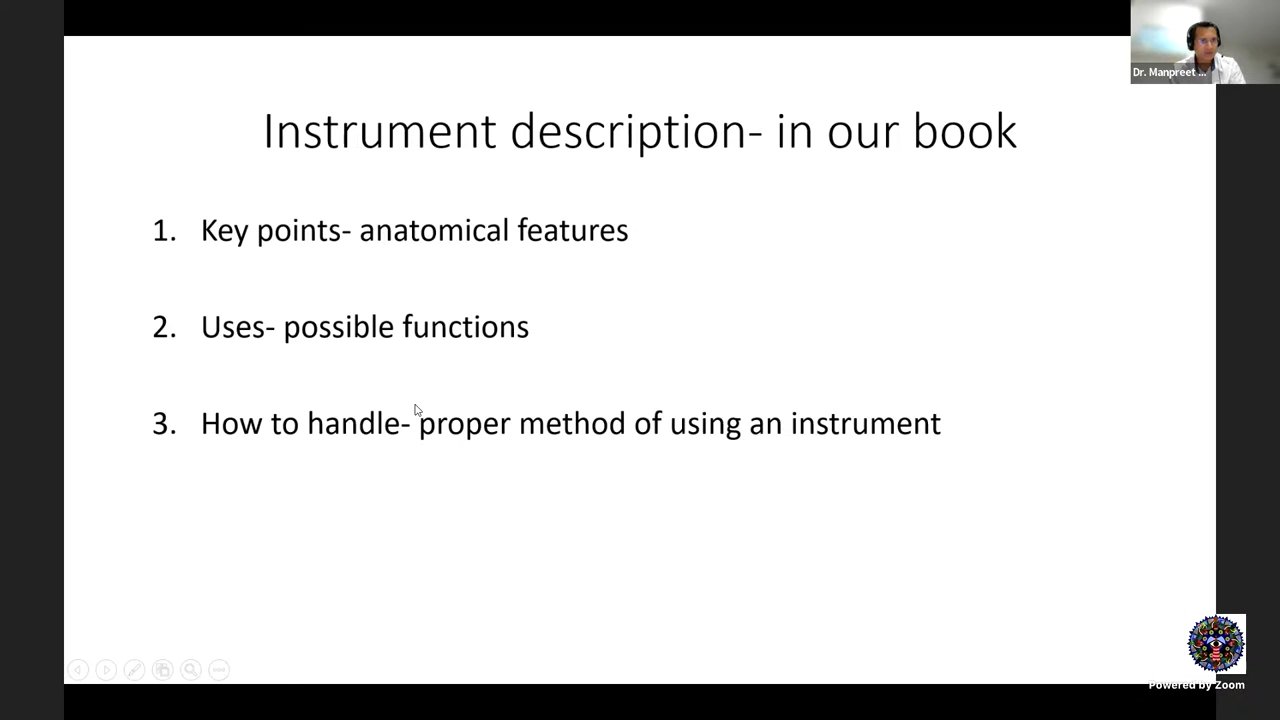 Dr. Manpreet ...
Instrument description- in our book
1. Key points- anatomical features
2. Uses- possible functions
3. How to handle- proper method of using an instrument
Powered by Zoom